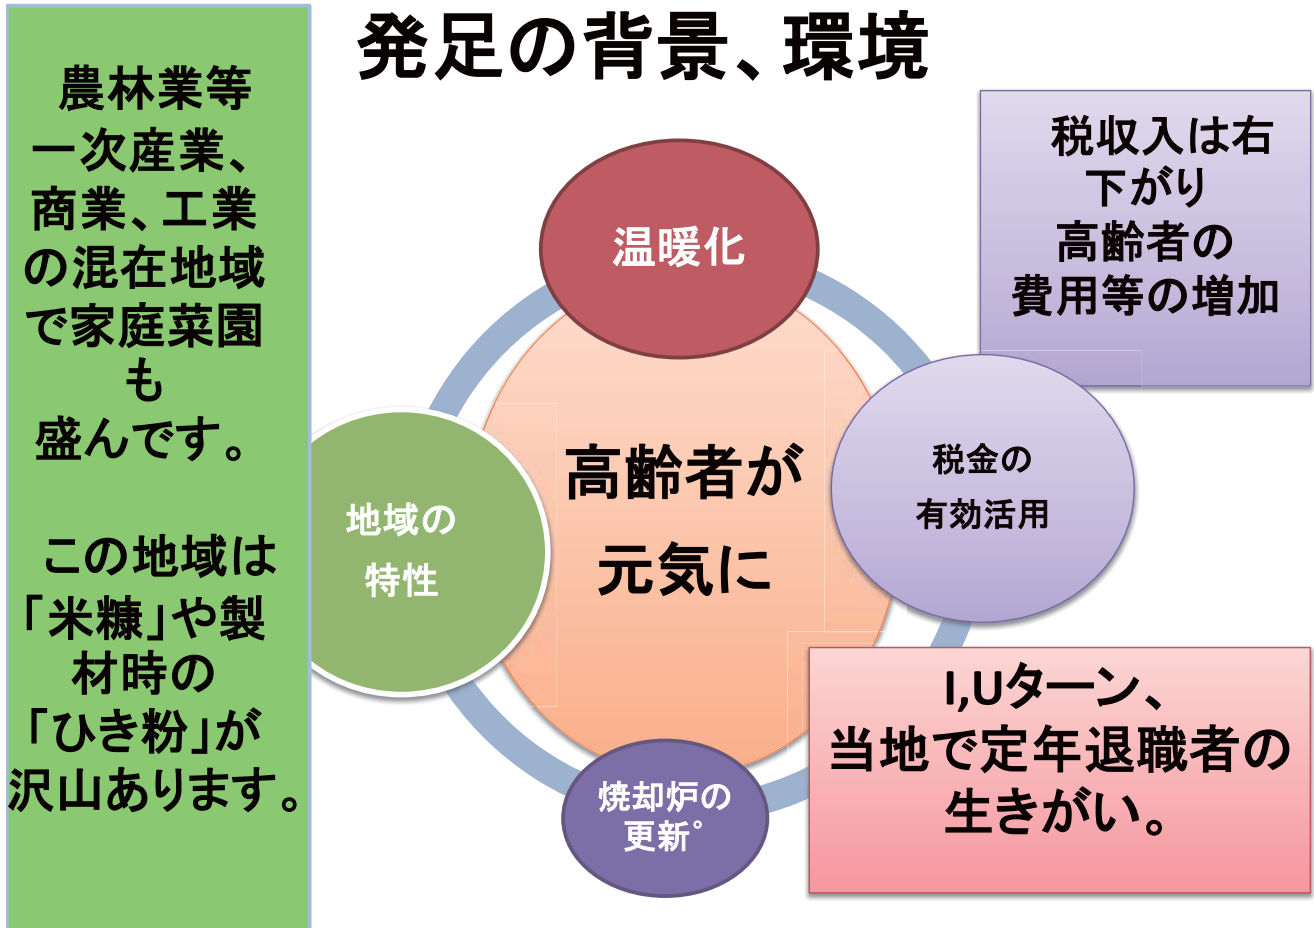 発足の背景、環境
農林業等
一次産業、
商業、工業
の混在地域
で家庭菜園
も
盛んです。
この地域は
「米糠」や製
材時の
「ひき粉」が
沢山あります。
温暖化
税収入は右
下がり
高齢者の
費用等の増加
税金の
有効活用
高齢者が
元気に
地域の
特性
焼却炉の
更新゜
I,Uターン、
当地で定年退職者の
生きがい。